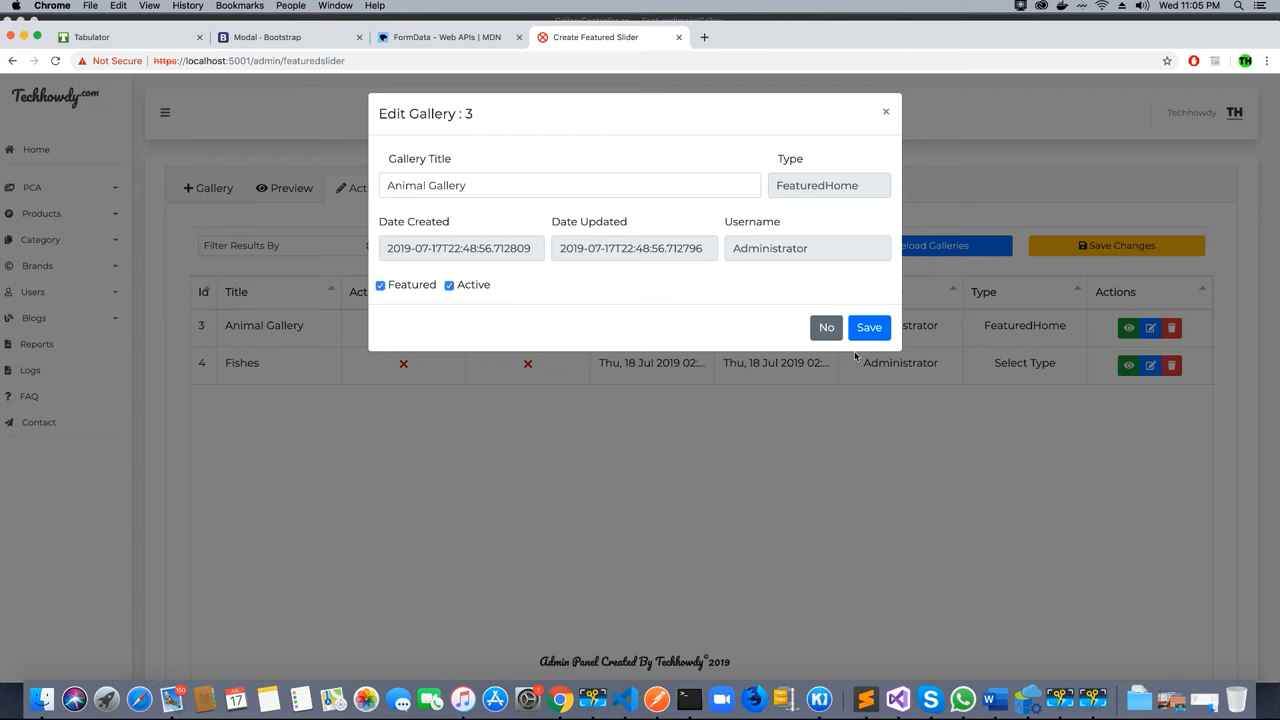 Chrome File Edit View History Bookmarks People Window Help Wed 11:05 PM
Tabulator Modal · Bootstrap FormData - Web APIs | MDN Create Featured Slider
Not Secure https://localhost:5001/admin/featuredslider
Techhowdy.com
Techhowdy TH
Home
PCA
Products
Category
Brands
Users
Blogs
Reports
Logs
FAQ
Contact
Gallery Preview
Filter Results By
eload Galleries Save Changes
Edit Gallery : 3 ×
Gallery Title Type
Animal Gallery FeaturedHome
Date Created Date Updated Username
2019-07-17T22:48:56.712809 2019-07-17T22:48:56.712796 Administrator
Featured Active
No Save
Id Title Type Actions
3 Animal Gallery FeaturedHome
4 Fishes Thu, 18 Jul 2019 02:... Thu, 18 Jul 2019 02:... Administrator Select Type
Admin Panel Created By Techhowdy©2019